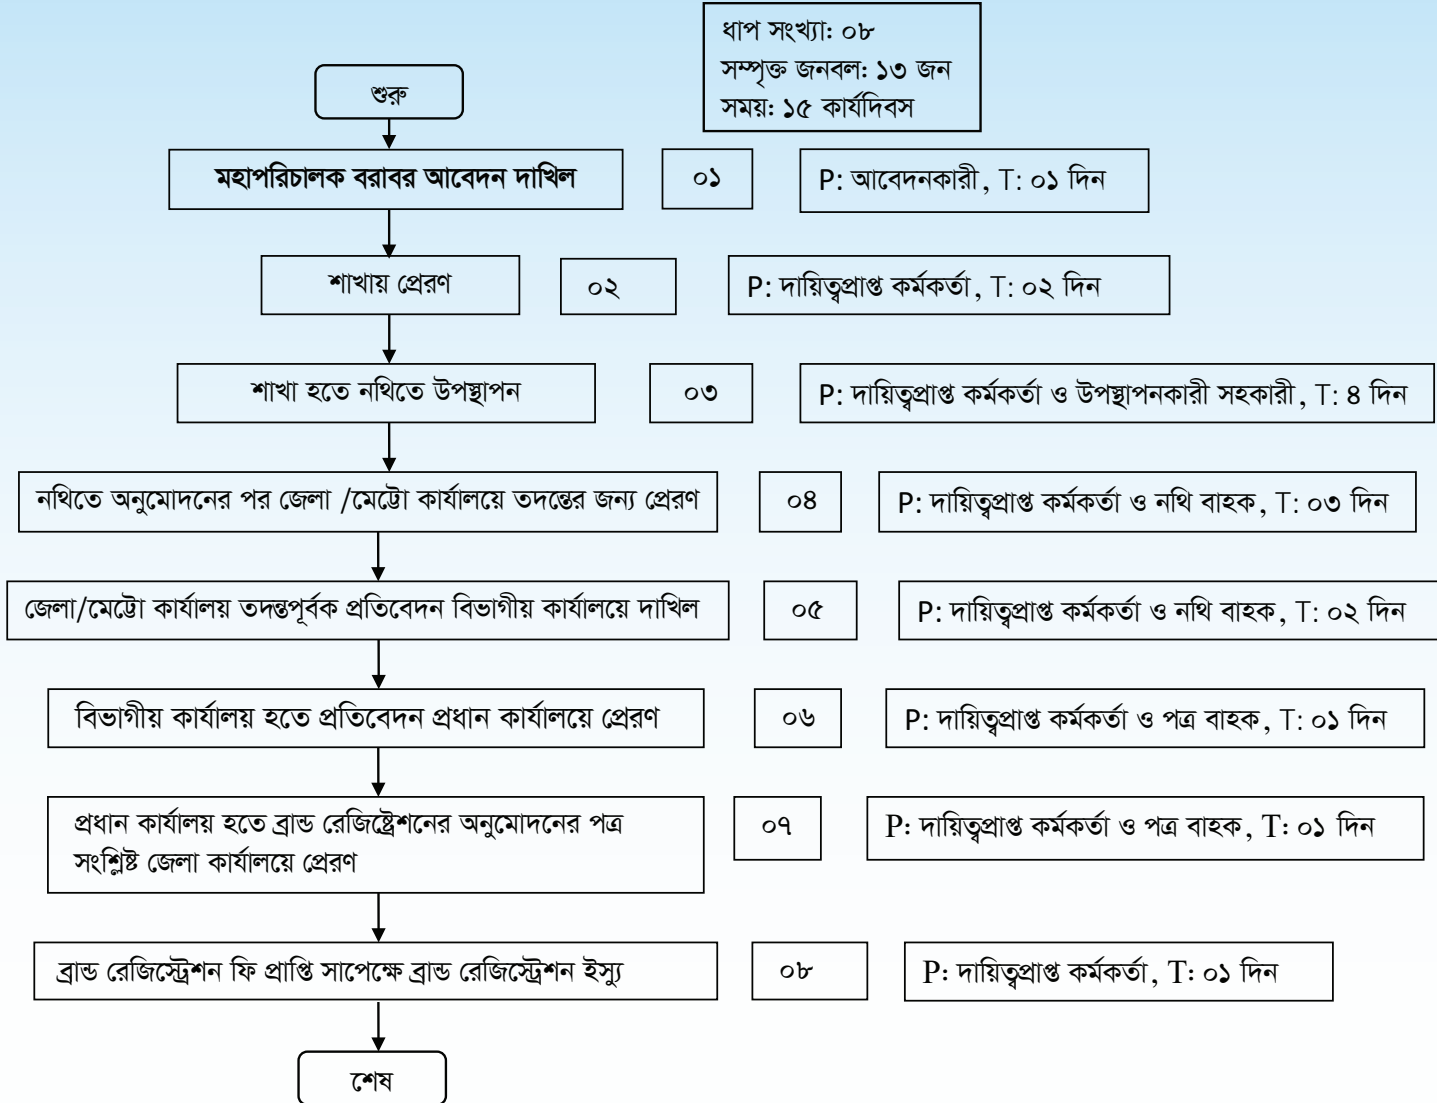 ধাপ সংখ্যা: ০৮
সম্পৃক্ত জনবল: ১৩ জন
সময়: ১৫ কার্যদিবস
শুরু
মহাপরিচালক বরাবর আবেদন দাখিল
০১
P: আবেদনকারী, T: ০১ দিন
শাখায় প্রেরণ
০২
P: দায়িত্বপ্রাপ্ত কর্মকর্তা, T: ০২ দিন
শাখা হতে নথিতে উপস্থাপন
০৩
P: দায়িত্বপ্রাপ্ত কর্মকর্তা ও উপস্থাপনকারী সহকারী, T: ৪ দিন
নথিতে অনুমোদনের পর জেলা /মেট্টো কার্যালয়ে তদন্তের জন্য প্রেরণ
০৪
P: দায়িত্বপ্রাপ্ত কর্মকর্তা ও নথি বাহক, T: ০৩ দিন
জেলা/মেট্টো কার্যালয় তদন্তপূর্বক প্রতিবেদন বিভাগীয় কার্যালয়ে দাখিল
০৫
P: দায়িত্বপ্রাপ্ত কর্মকর্তা ও নথি বাহক, T: ০২ দিন
বিভাগীয় কার্যালয় হতে প্রতিবেদন প্রধান কার্যালয়ে প্রেরণ
০৬
P: দায়িত্বপ্রাপ্ত কর্মকর্তা ও পত্র বাহক, T: ০১ দিন
প্রধান কার্যালয় হতে ব্রান্ড রেজিষ্ট্রেশনের অনুমোদনের পত্র
সংশ্লিষ্ট জেলা কার্যালয়ে প্রেরণ
০৭
P: দায়িত্বপ্রাপ্ত কর্মকর্তা ও পত্র বাহক, T: ০১ দিন
ব্রান্ড রেজিস্ট্রেশন ফি প্রাপ্তি সাপেক্ষে ব্রান্ড রেজিস্ট্রেশন ইস্যু
০৮
P: দায়িত্বপ্রাপ্ত কর্মকর্তা, T: ০১ দিন
শেষ